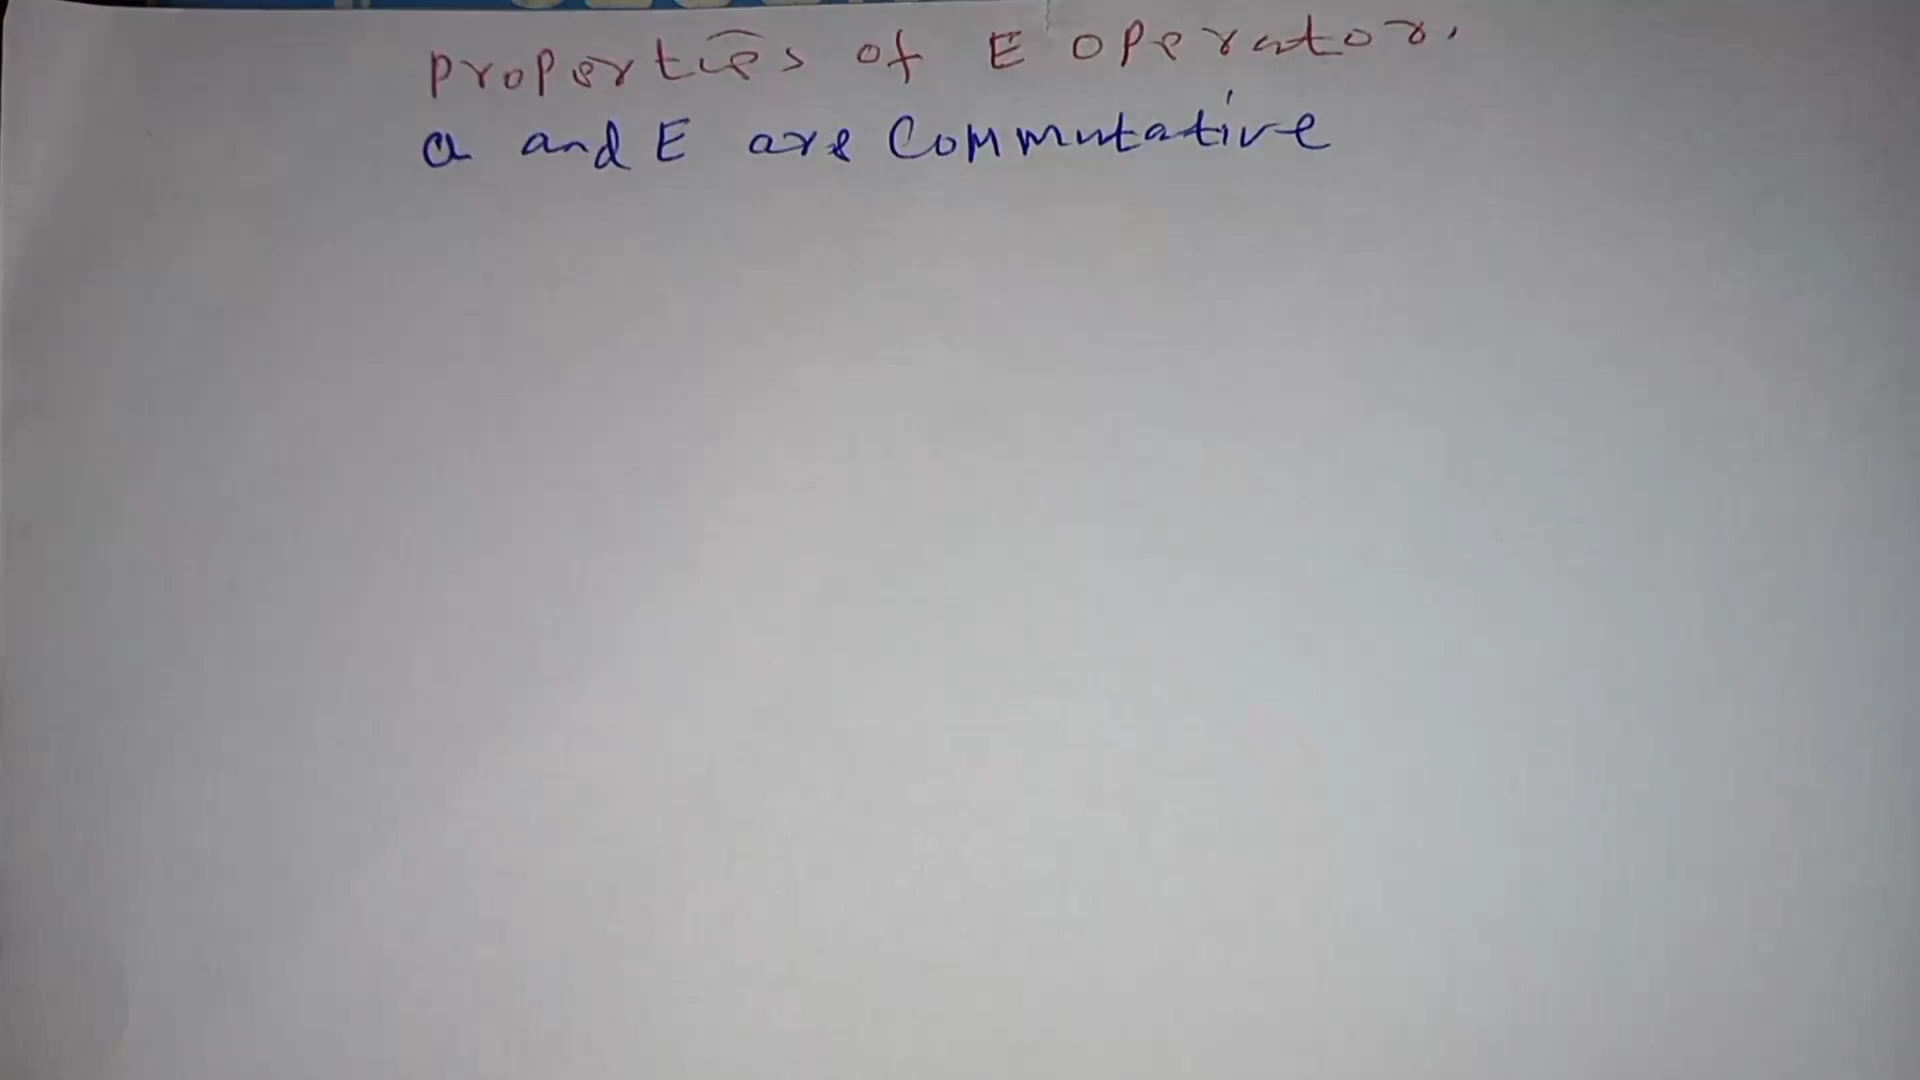 Properties of E operator.
a and E are Commutative